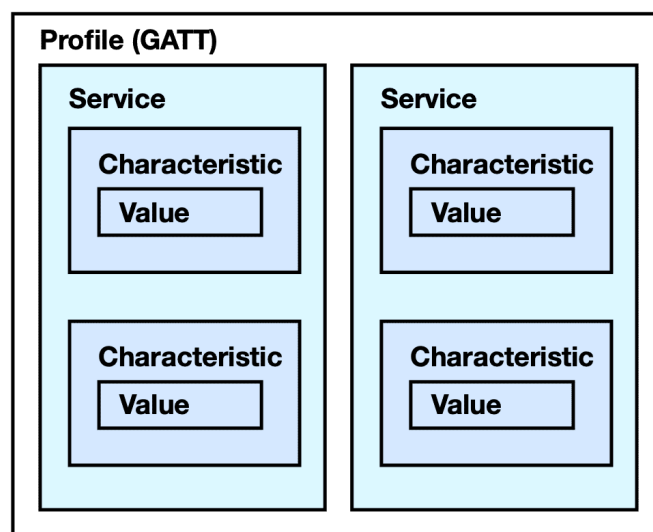 Profile (GATT)
Service
Characteristic
Value
Characteristic
Value
Service
Characteristic
Value
Characteristic
Value